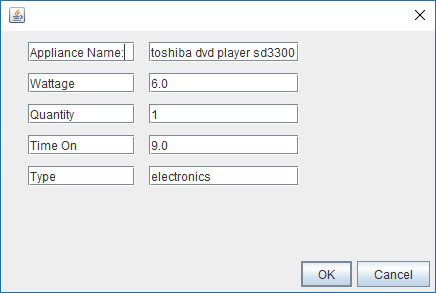 Appliance Name: toshiba dvd player sd3300
Wattage 6.0
Quantity 1
Time On 9.0
Type electronics
OK Cancel